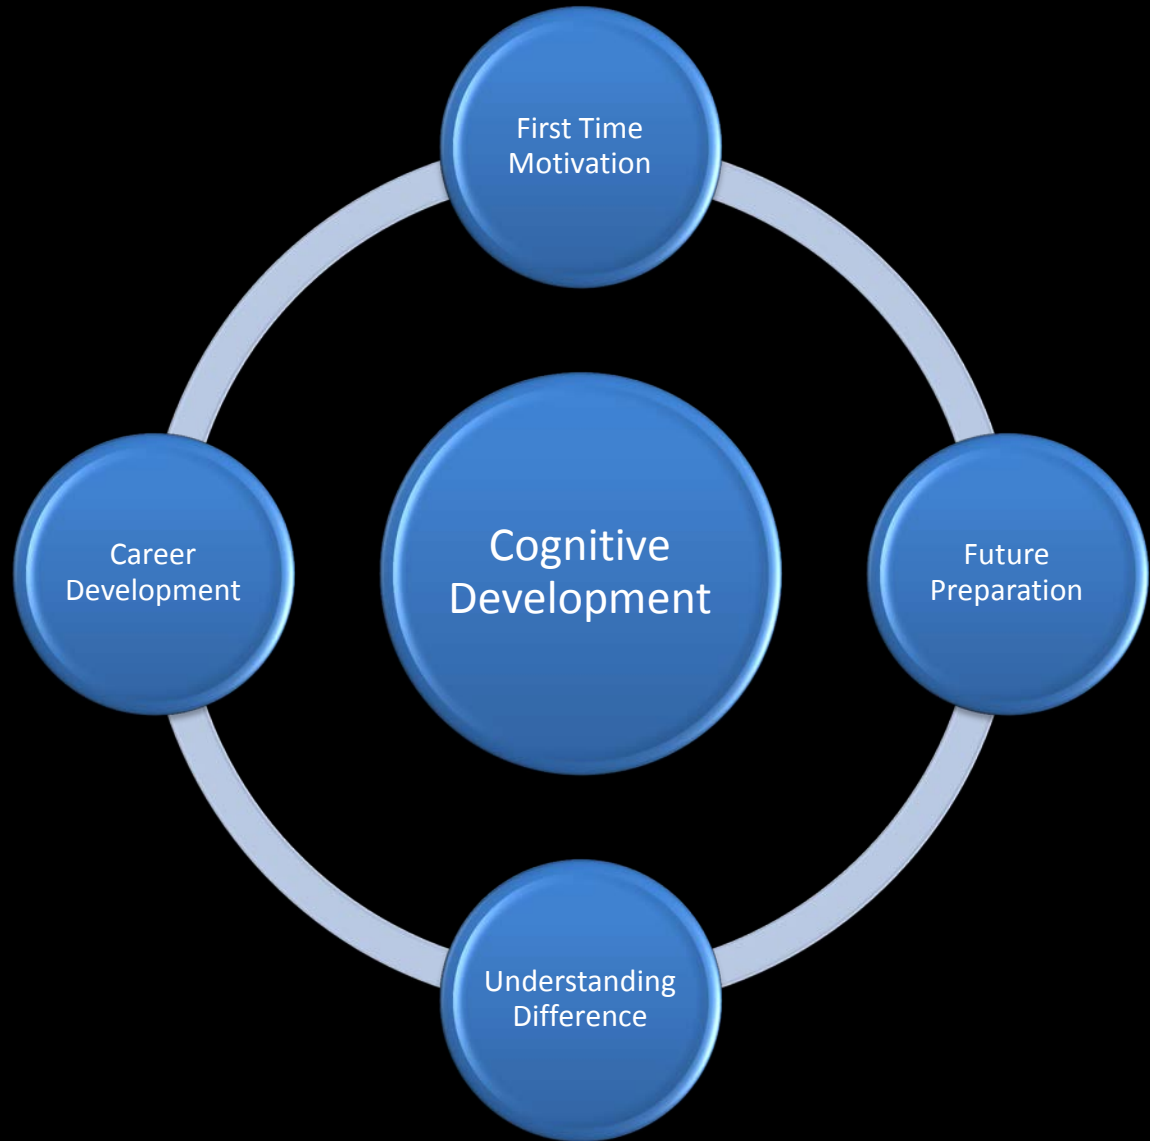 First Time
Motivation
Career
Development
Cognitive
Development
Future
Preparation
Understanding
Difference